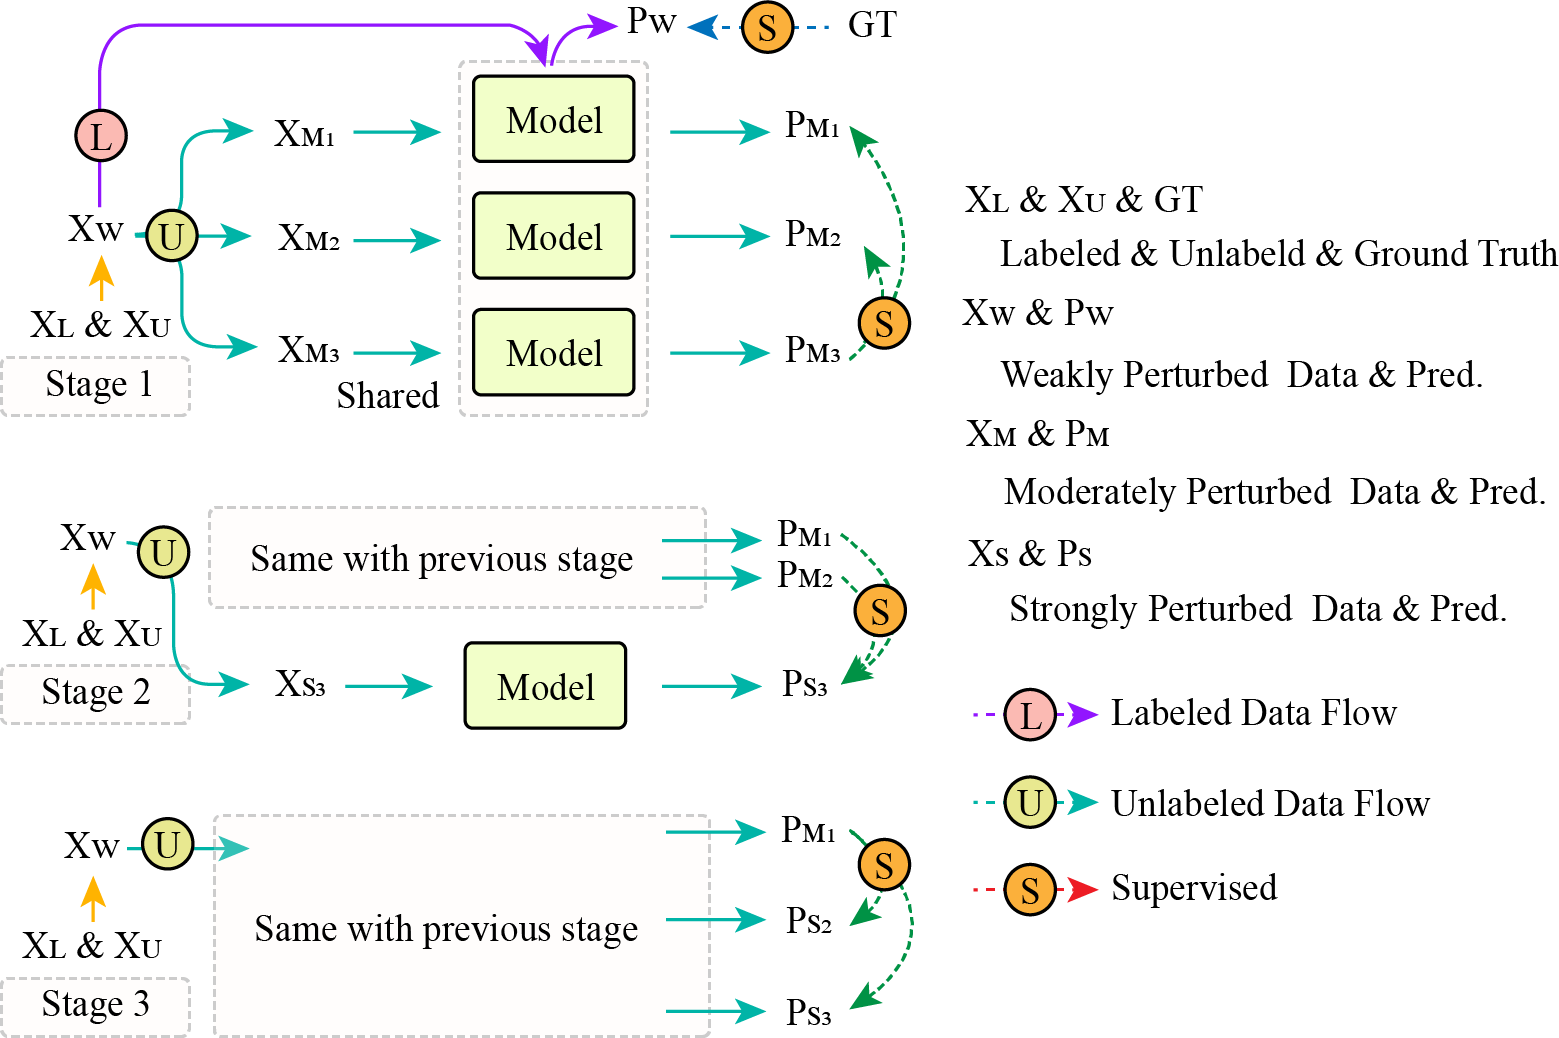 Pw S GT
L
XM1 Model PM1
Xw U XM2 Model PM2
XL & XU
XM3 Model PM3 S
Stage 1
Shared
XL & XU & GT
Labeled & Unlabeld & Ground Truth
Xw & Pw
Weakly Perturbed Data & Pred.
XM & PM
Moderately Perturbed Data & Pred.
Xs & Ps
Strongly Perturbed Data & Pred.
L Labeled Data Flow
U Unlabeled Data Flow
S Supervised
Xw U
Same with previous stage
PM1
PM2
S
XL & XU
Stage 2
Xs3 Model Ps3
Xw U
Same with previous stage
PM1
S
Ps2
Ps3
XL & XU
Stage 3